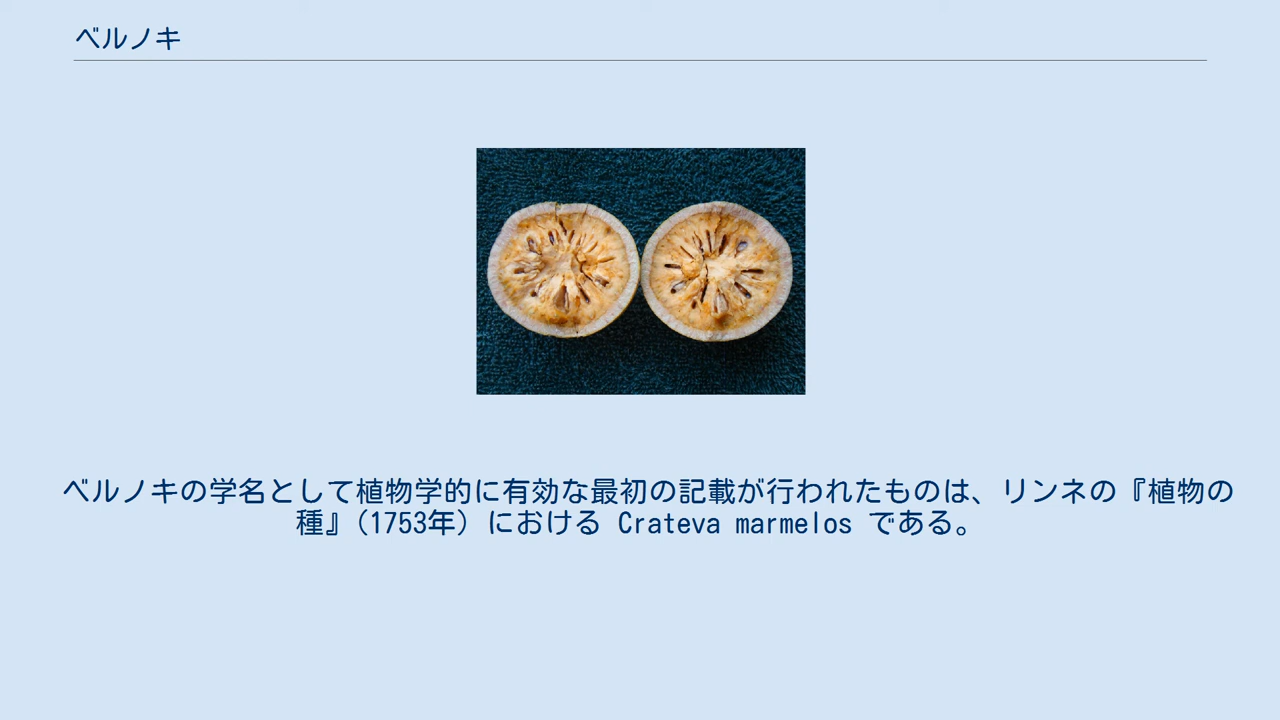 ベルノキ
ベルノキの学名として植物学的に有効な最初の記載が行われたものは、リンネの『植物の
種』（1753年）における Crateva marmelos である。